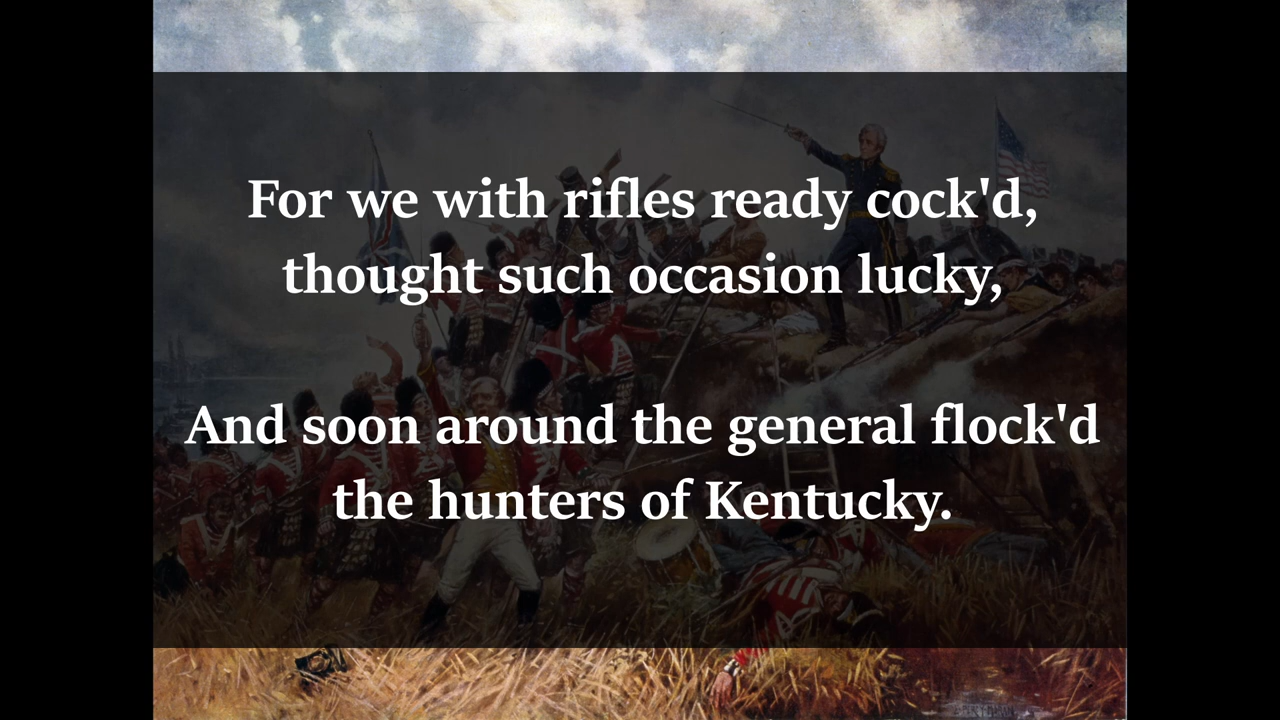 For we with rifles ready cock'd,
thought such occasion lucky,
And soon around the general flock'd
the hunters of Kentucky.